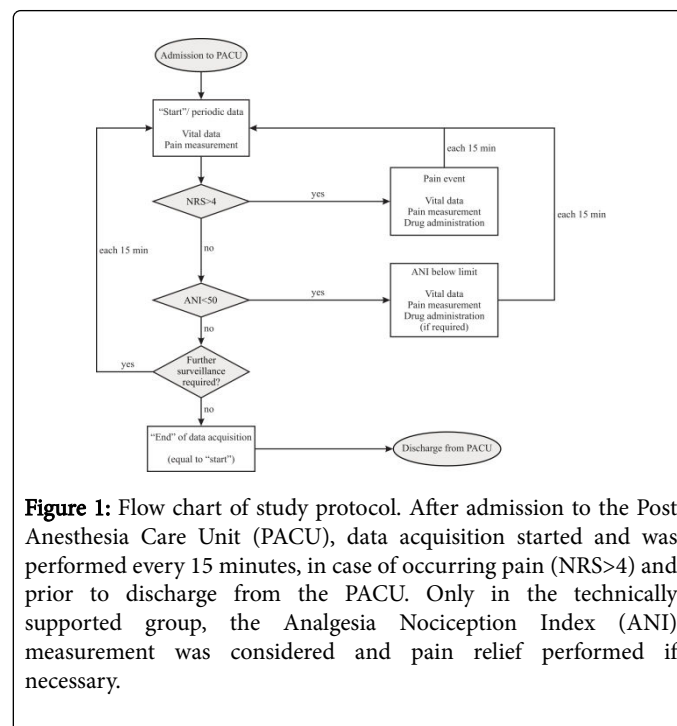 Admission to PACU
"Start"/ periodic data
Vital data
Pain measurement
each 15 min
NRS>4
yes
Pain event
Vital data
Pain measurement
Drug administration
each 15 min
each 15 min
no
ANI<50
yes
ANI below limit
Vital data
Pain measurement
Drug administration
(if required)
no
Further
surveillance
required?
yes
no
"End" of data acquisition
(equal to "start")
Discharge from PACU
Figure 1: Flow chart of study protocol. After admission to the Post
Anesthesia Care Unit (PACU), data acquisition started and was
performed every 15 minutes, in case of occurring pain (NRS>4) and
prior to discharge from the PACU. Only in the technically
supported group, the Analgesia Nociception Index (ANI)
measurement was considered and pain relief performed if
necessary.